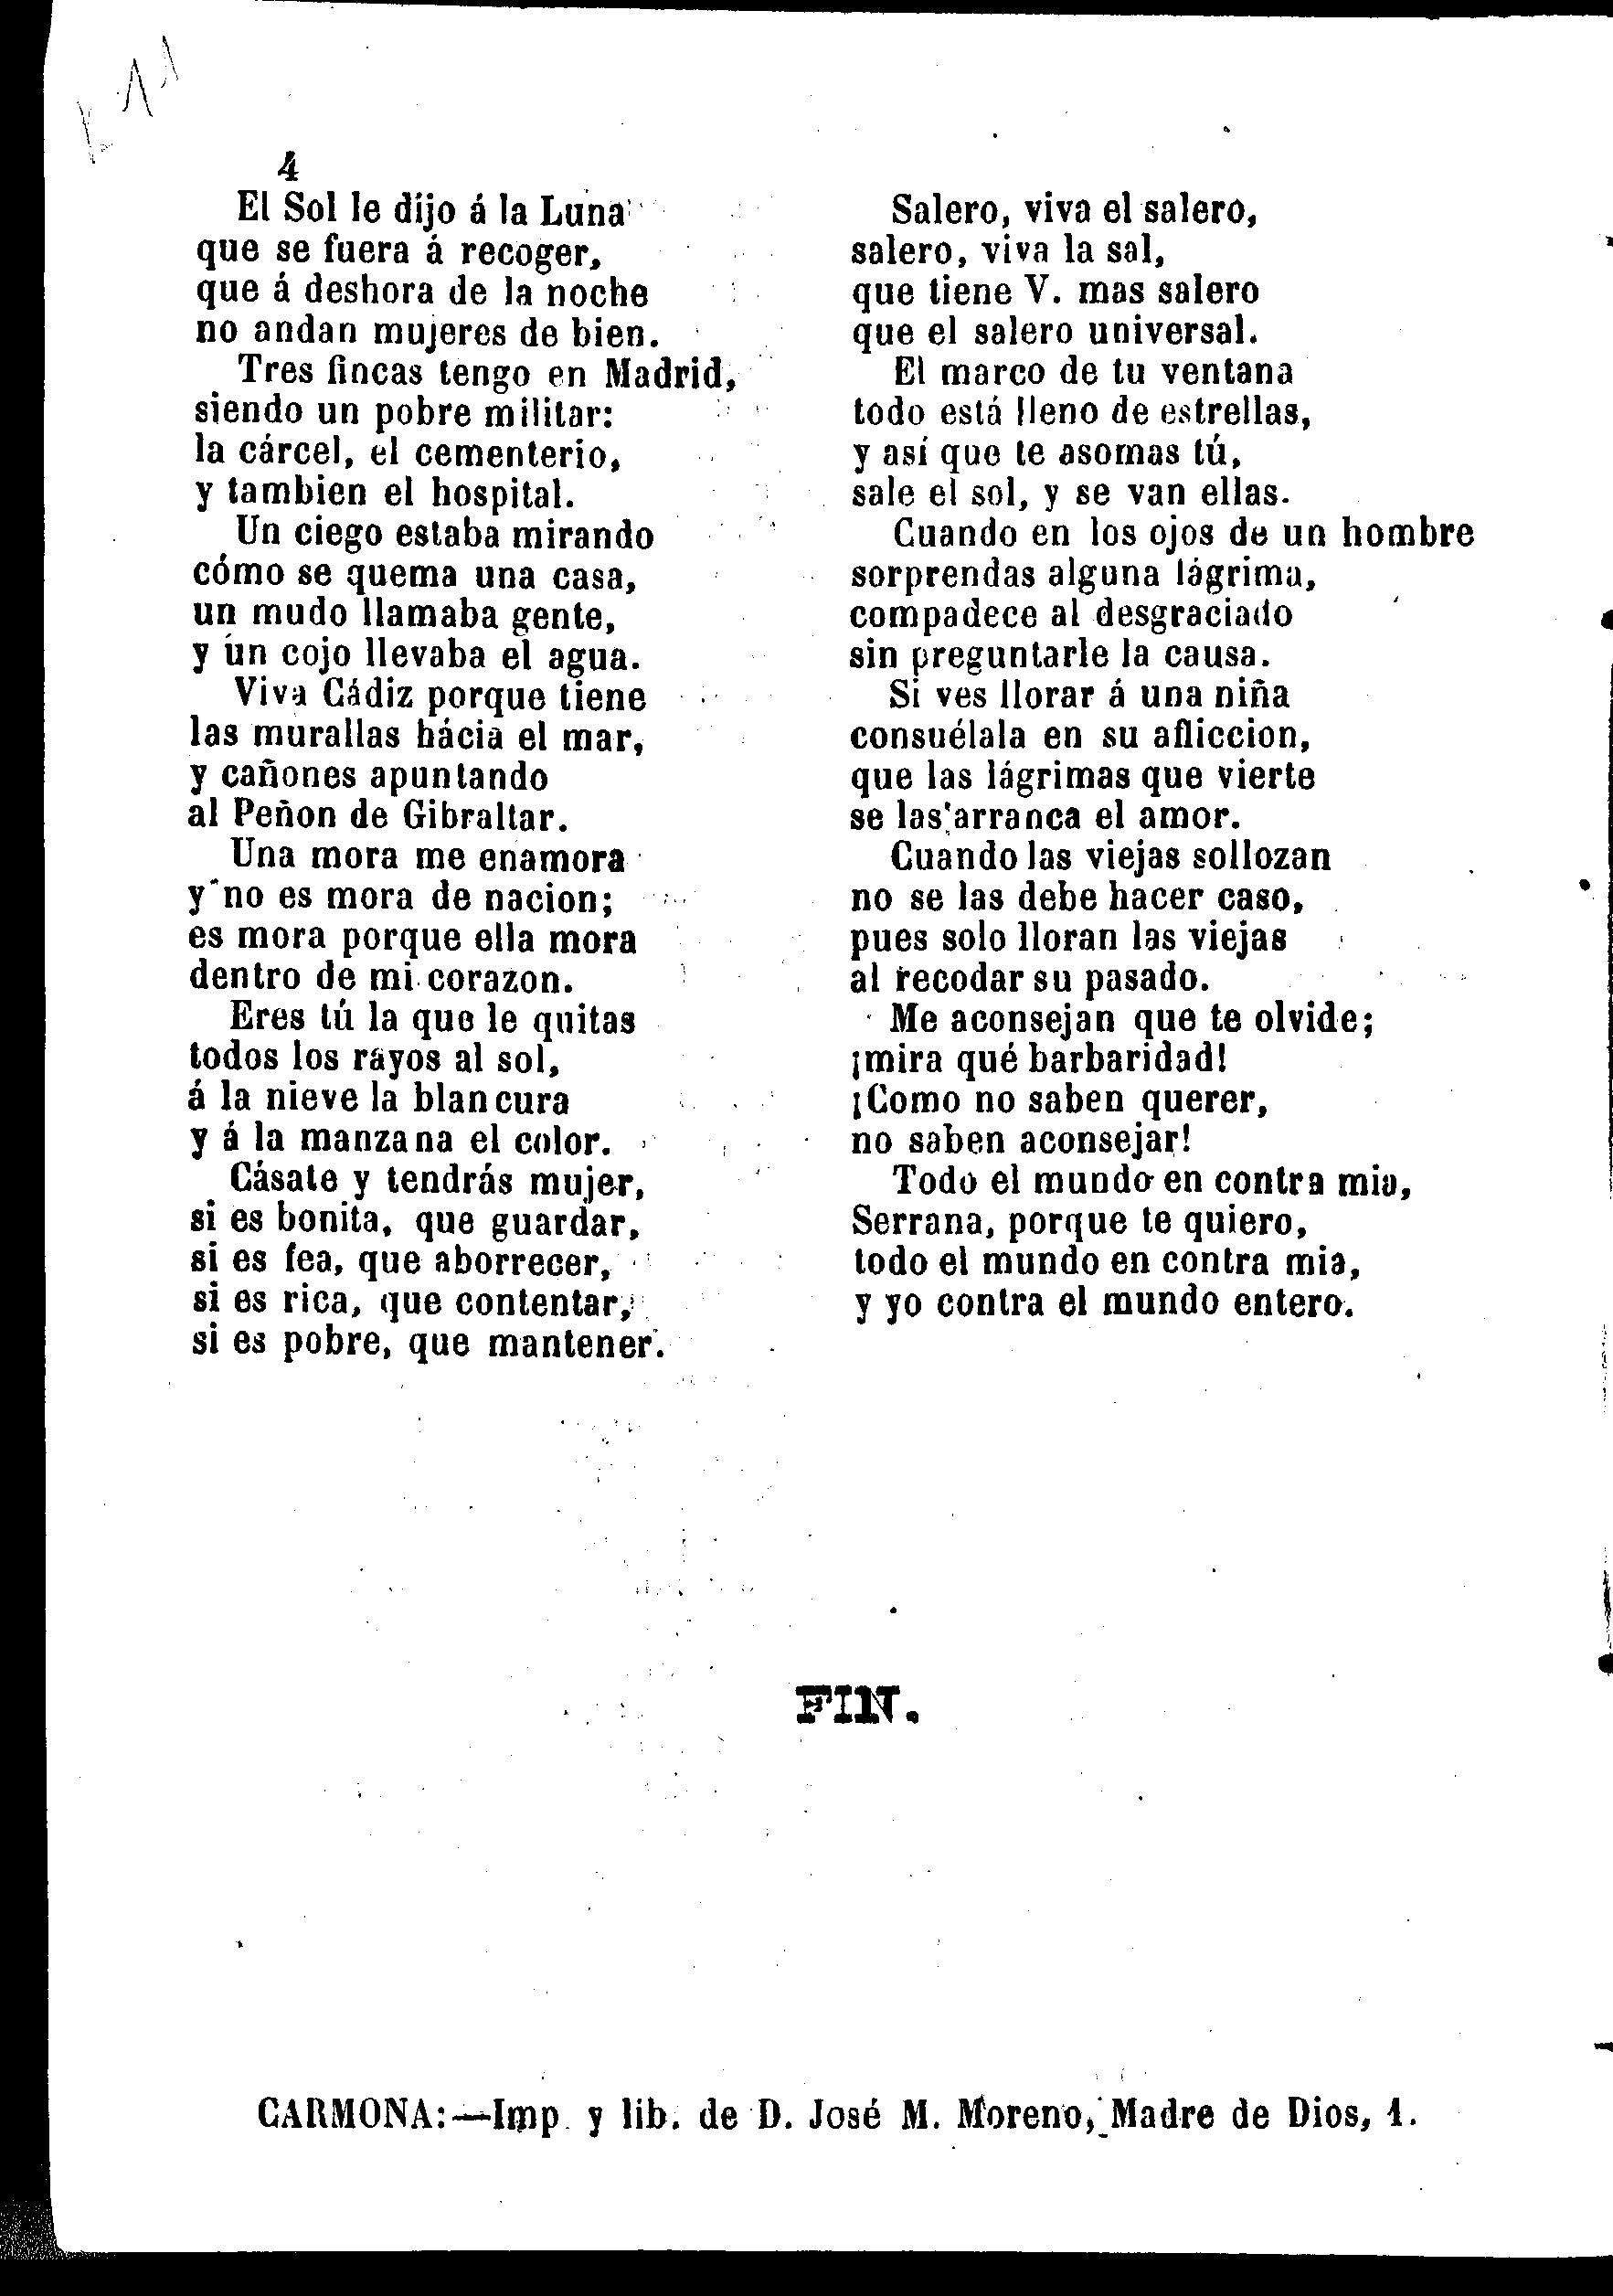 4
El Sol le dijo á la Luna
que se fuera á recoger,
que á deshora de la noche
no andan mujeres de bien.
Tres fincas tengo en Madrid,
siendo un pobre militar:
la cárcel, el cementerio,
y tambien el hospital.
Un ciego estaba mirando
cómo se quema una casa,
un mudo llamaba gente,
y un cojo llevaba el agua.
Viva Cádiz porque tiene
las murallas hácia el mar,
y cañones apuntando
al Peñon de Gibraltar.
Una mora me enamora
y no es mora de nacion;
es mora porque ella mora
dentro de mi corazon.
Eres tú la que le quitas
todos los rayos al sol,
á la nieve la blancura
y á la manzana el color.
Cásate y tendrás mujer,
si es bonita, que guardar,
si es fea, que aborrecer,
si es rica, que contentar,
si es pobre, que mantener.
Salero, viva el salero,
salero, viva la sal,
que tiene V. mas salero
que el salero universal.
El marco de tu ventana
todo está lleno de estrellas,
y así que te asomas tú,
sale el sol, y se van ellas.
Cuando en los ojos de un hombre
sorprendas alguna lágrima,
compadece al desgraciado
sin preguntarle la causa.
Si ves llorar á una niña
consuélala en su afliccion,
que las lágrimas que vierte
se las arranca el amor.
Cuando las viejas sollozan
no se las debe hacer caso,
pues solo lloran las viejas
al recodar su pasado.
Me aconsejan que te olvide;
¡mira qué barbaridad!
¡Como no saben querer,
no saben aconsejar!
Todo el mundo en contra mia,
Serrana, porque te quiero,
todo el mundo en contra mia,
y yo contra el mundo entero.
FIN.
CARMONA:—Imp. y lib. de D. José M. Moreno, Madre de Dios, 1.